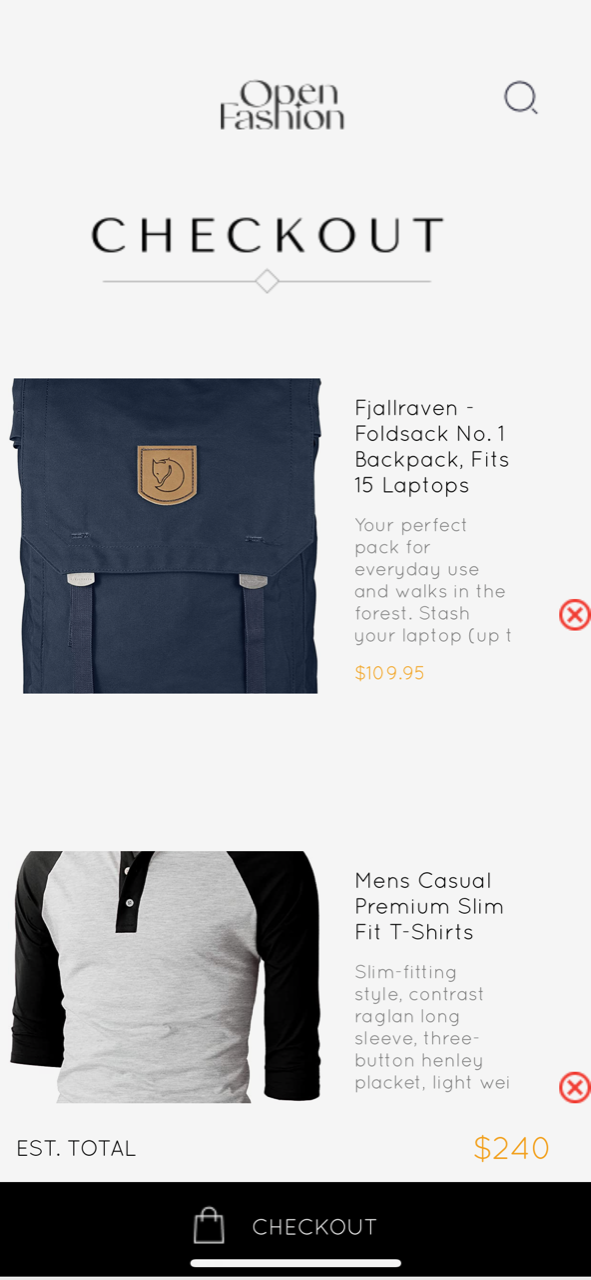 Open
Fashion
CHECKOUT
Fjallraven -
Foldsack No. 1
Backpack, Fits
15 Laptops
Your perfect
pack for
everyday use
and walks in the
forest. Stash
your laptop (up t
$109.95
Mens Casual
Premium Slim
Fit T-Shirts
Slim-fitting
style, contrast
raglan long
sleeve, three-
button henley
placket, light wei
EST. TOTAL
$240
CHECKOUT